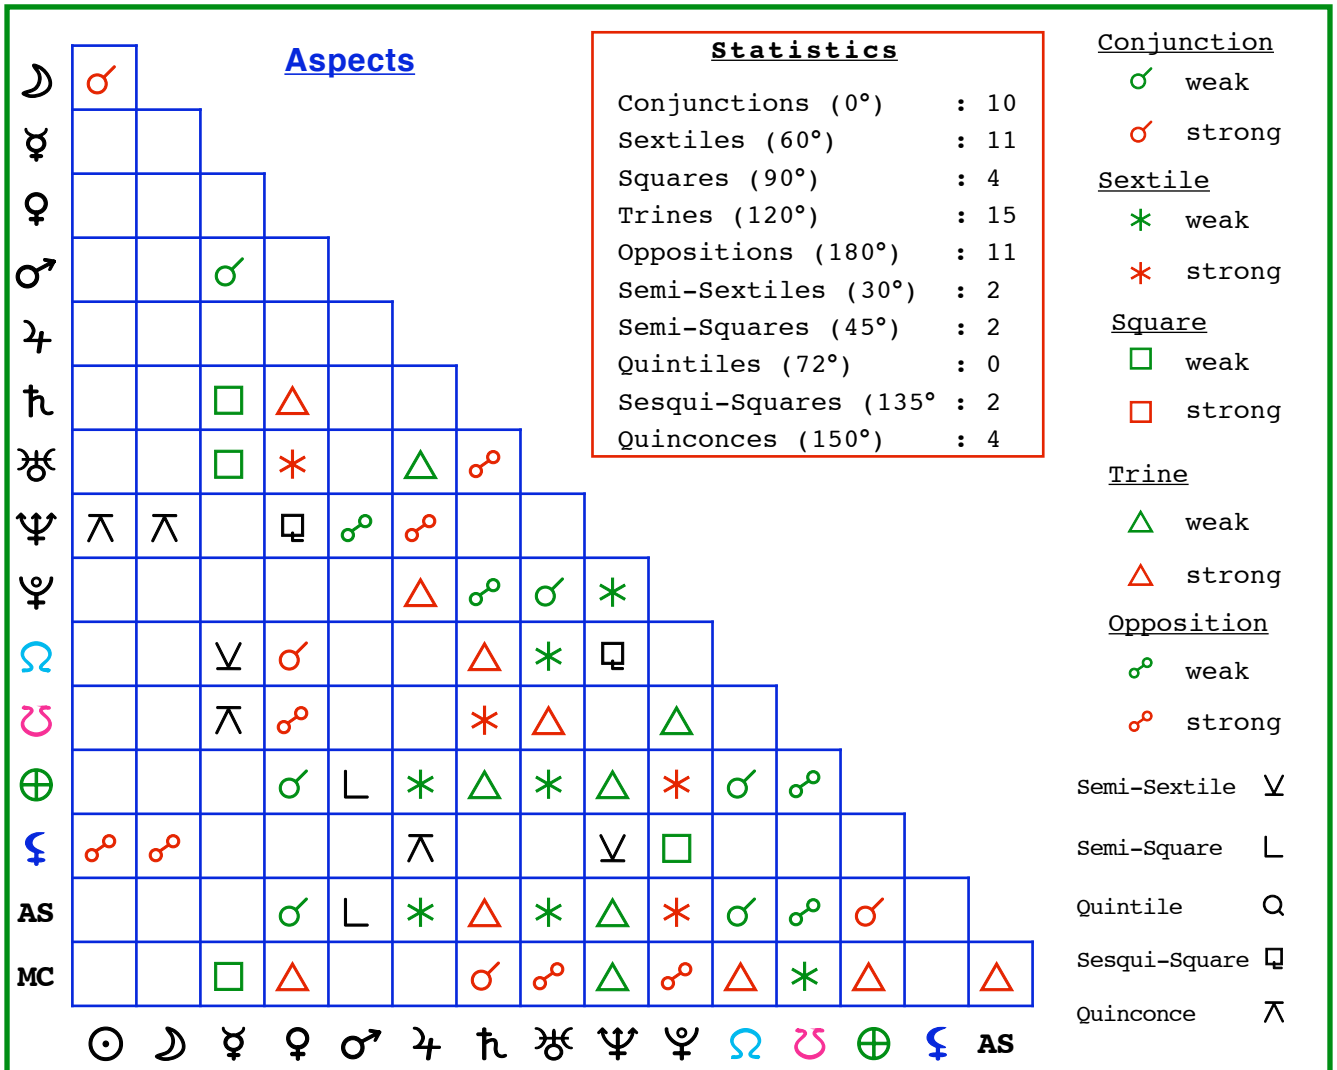 Aspects
Statistics
Conjunctions (0°) : 10
Sextiles (60°) : 11
Squares (90°) : 4
Trines (120°) : 15
Oppositions (180°) : 11
Semi-Sextiles (30°) : 2
Semi-Squares (45°) : 2
Quintiles (72°) : 0
Sesqui-Squares (135° : 2
Quinconces (150°) : 4
Conjunction
weak
strong
Sextile
weak
strong
Square
weak
strong
Trine
weak
strong
Opposition
weak
strong
Semi-Sextile
Semi-Square
Quintile
Sesqui-Square
Quinconce
AS
MC
AS